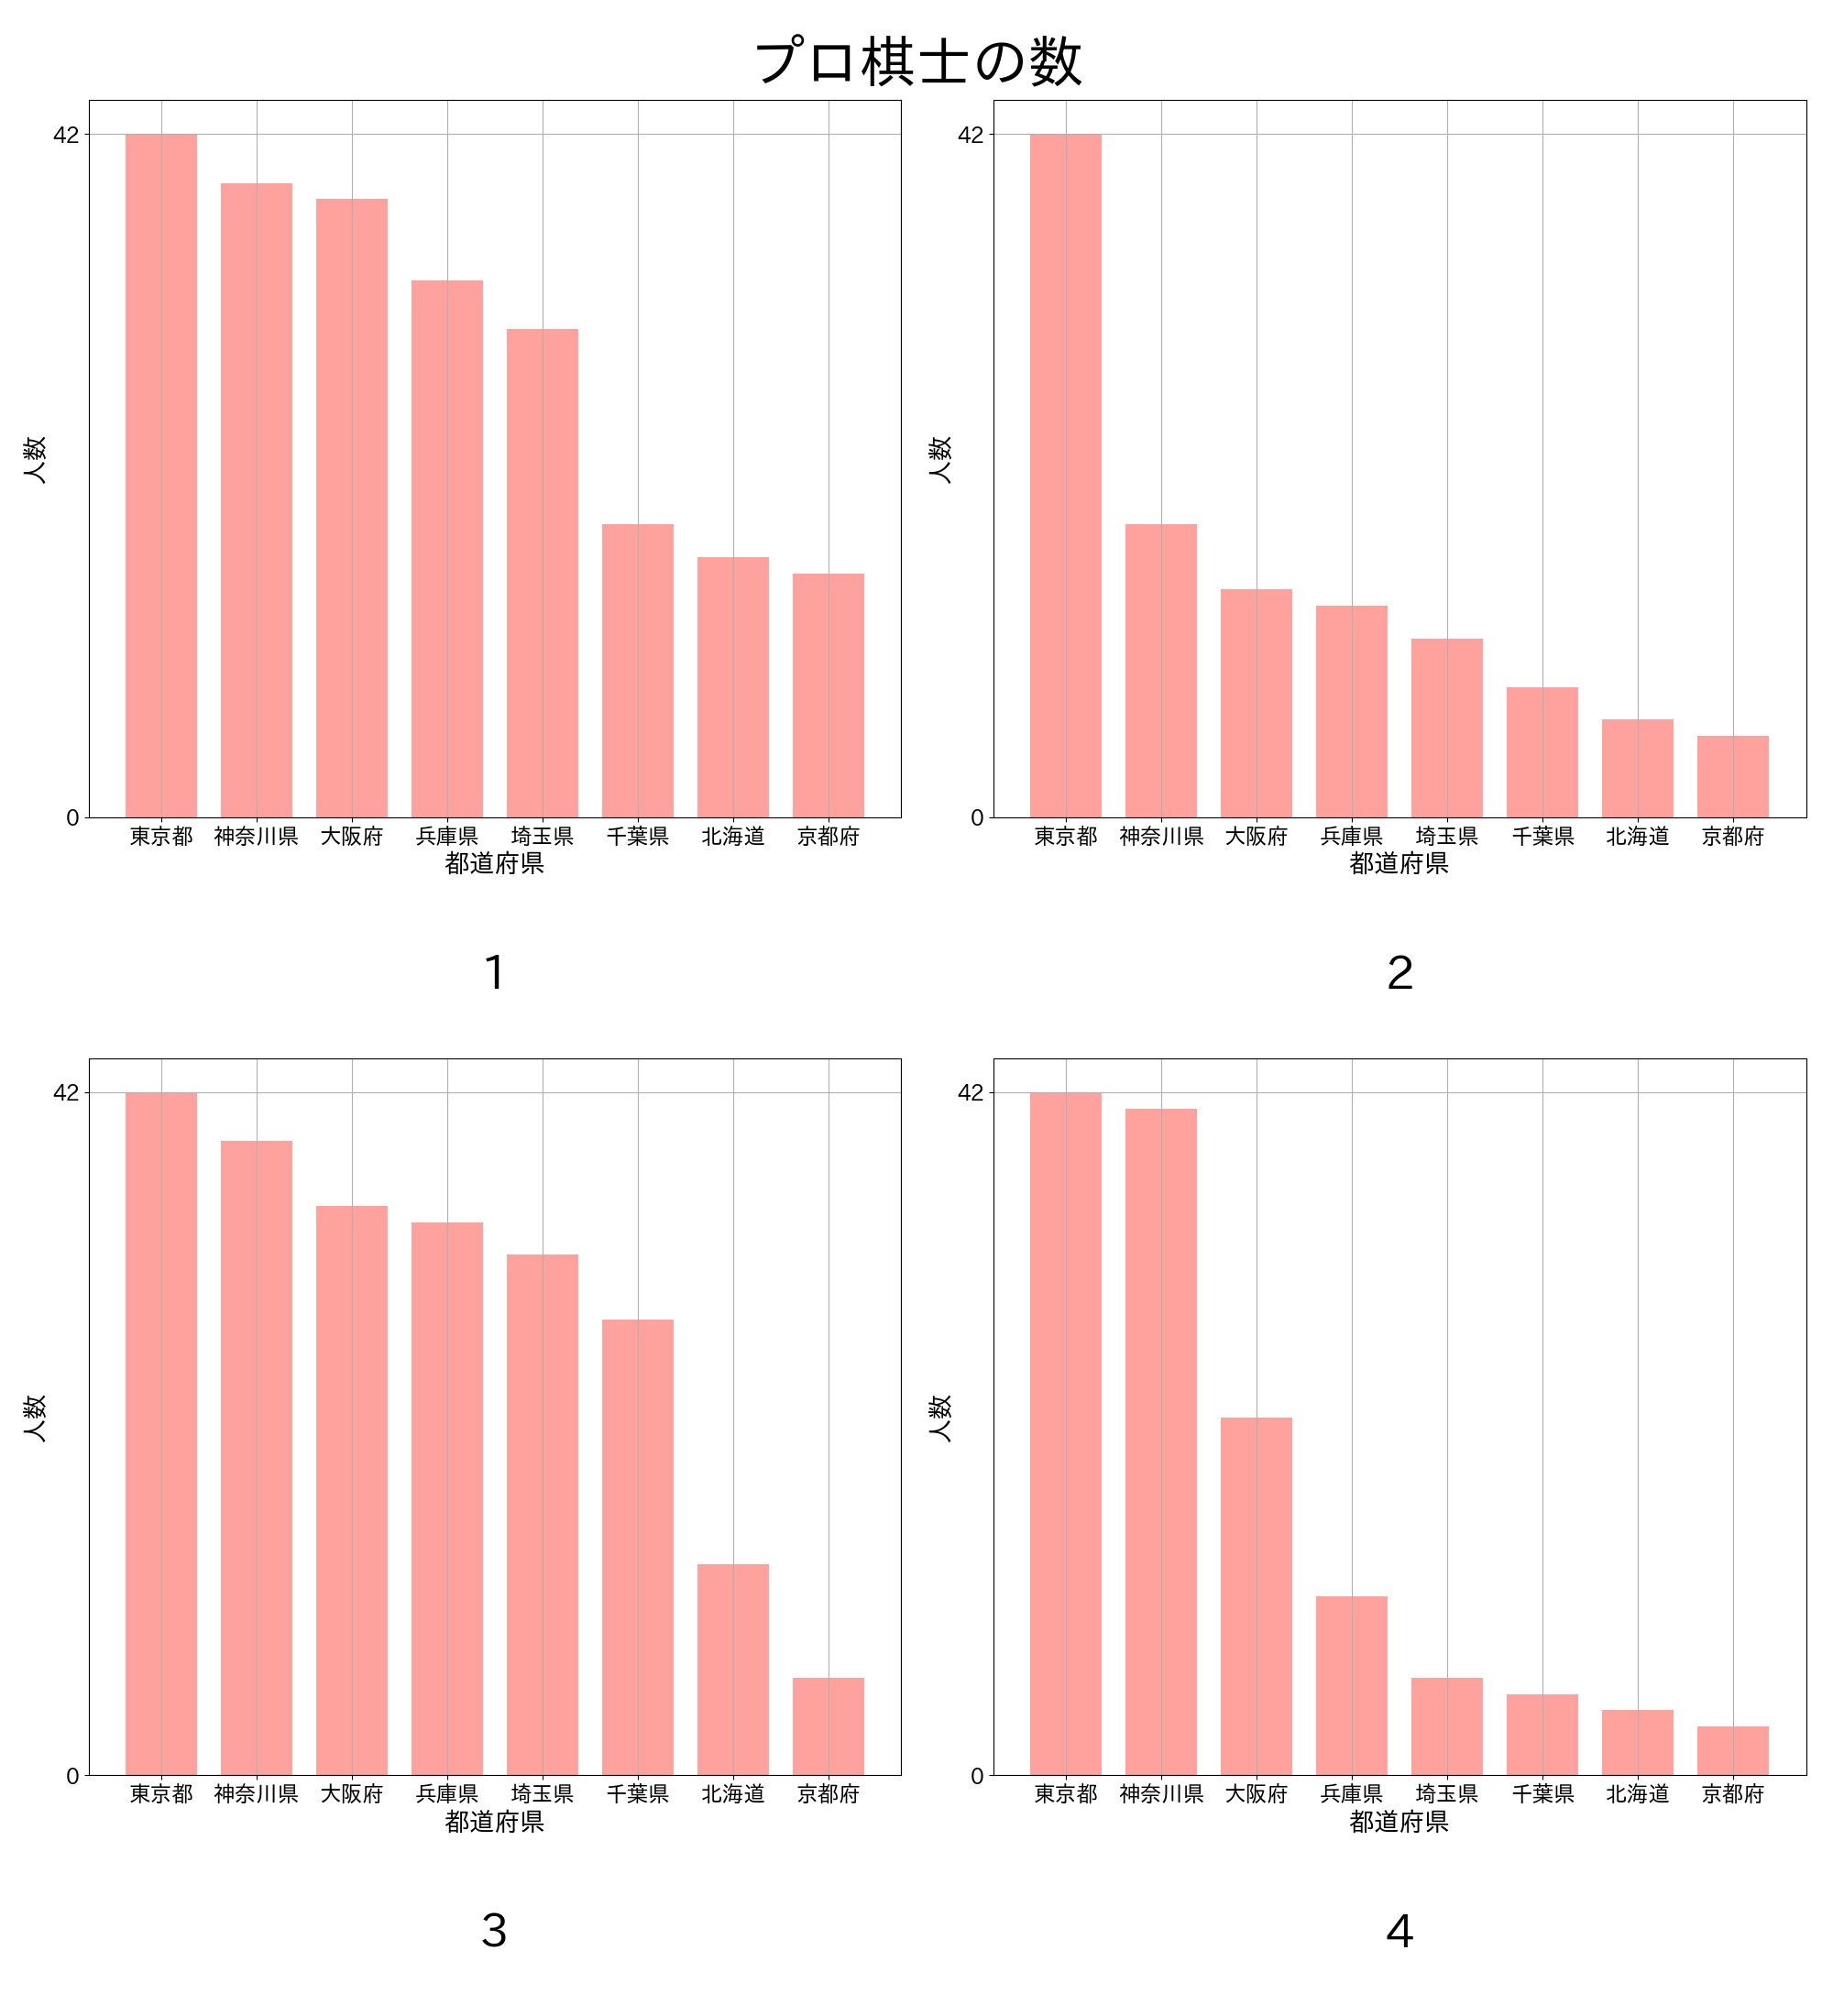 プロ棋士の数
42
0
人数
東京都 神奈川県 大阪府 兵庫県 埼玉県 千葉県 北海道 京都府
都道府県
1
42
0
人数
東京都 神奈川県 大阪府 兵庫県 埼玉県 千葉県 北海道 京都府
都道府県
2
42
0
人数
東京都 神奈川県 大阪府 兵庫県 埼玉県 千葉県 北海道 京都府
都道府県
3
42
0
人数
東京都 神奈川県 大阪府 兵庫県 埼玉県 千葉県 北海道 京都府
都道府県
4